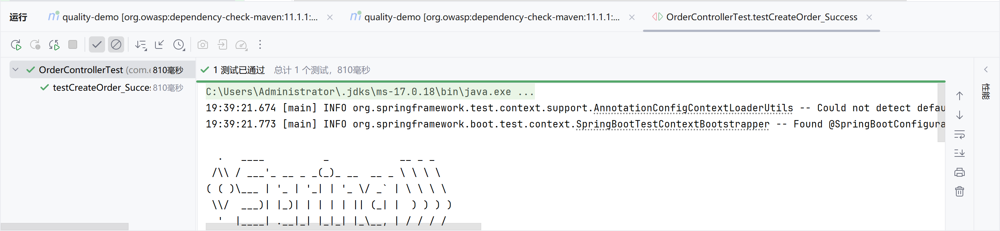 运行 quality-demo [org.owasp:dependency-check-maven:11.1.1:... quality-demo [org.owasp:dependency-check-maven:11.1.1:... OrderControllerTest.testCreateOrder_Success
OrderControllerTest (com.e 810毫秒
testCreateOrder_Succes 810毫秒
1 测试已通过 总计 1 个测试，810毫秒
C:\Users\Administrator\.jdks\ms-17.0.18\bin\java.exe ...
19:39:21.674 [main] INFO org.springframework.test.context.support.AnnotationConfigContextLoaderUtils -- Could not detect defau
19:39:21.773 [main] INFO org.springframework.boot.test.context.SpringBootTestContextBootstrapper -- Found @SpringBootConfigura
  .   ____          _            __ _ _
 /\\ / ___'_ __ _ _(_)_ __  __ _ \ \ \ \
( ( )\___ | '_ | '_| | '_ \/ _` | \ \ \ \
 \\/  ___)| |_)| | | | | || (_| |  ) ) ) )
  '  |____| .__|_| |_|_| |_\__, | / / / /
性能